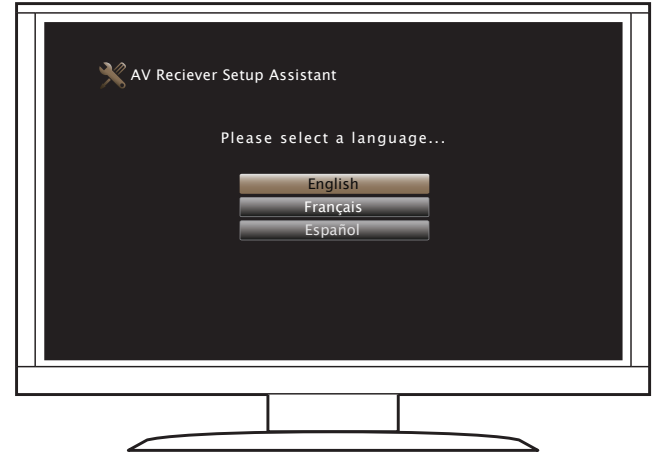 AV Reciever Setup Assistant
Please select a language...
English
Français
Español